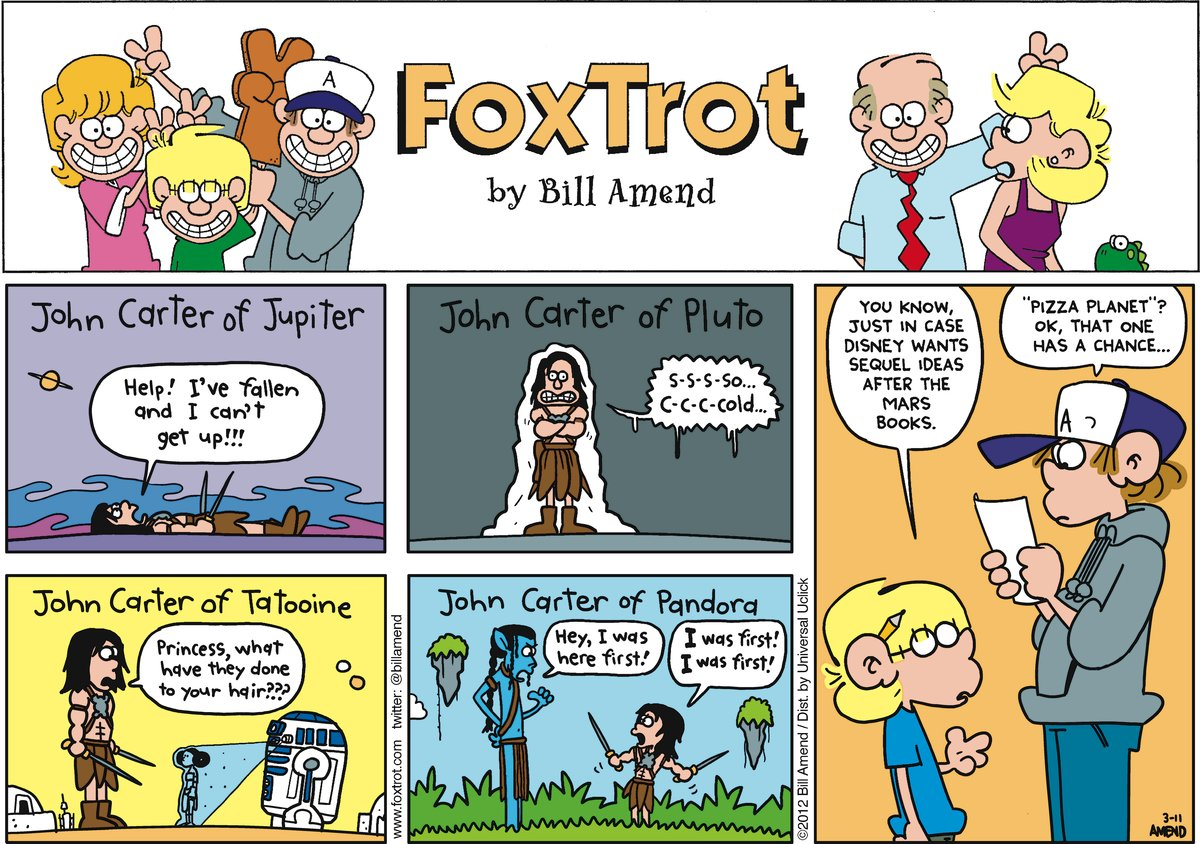 A
FoxTrot
by Bill Amend
John Carter of Jupiter
Help! I've fallen
and I can't
get up!!!
John Carter of Pluto
S-S-S-So...
C-C-C-Cold...
John Carter of Tatooine
Princess, what
have they done
to your hair???
www.foxtrot.com twitter: @billamend
John Carter of Pandora
Hey, I was
here first!
I was first!
I was first!
©2012 Bill Amend / Dist. by Universal Uclick
YOU KNOW,
JUST IN CASE
DISNEY WANTS
SEQUEL IDEAS
AFTER THE
MARS
BOOKS.
"PIZZA PLANET"?
OK, THAT ONE
HAS A CHANCE...
A
3-11
AMEND